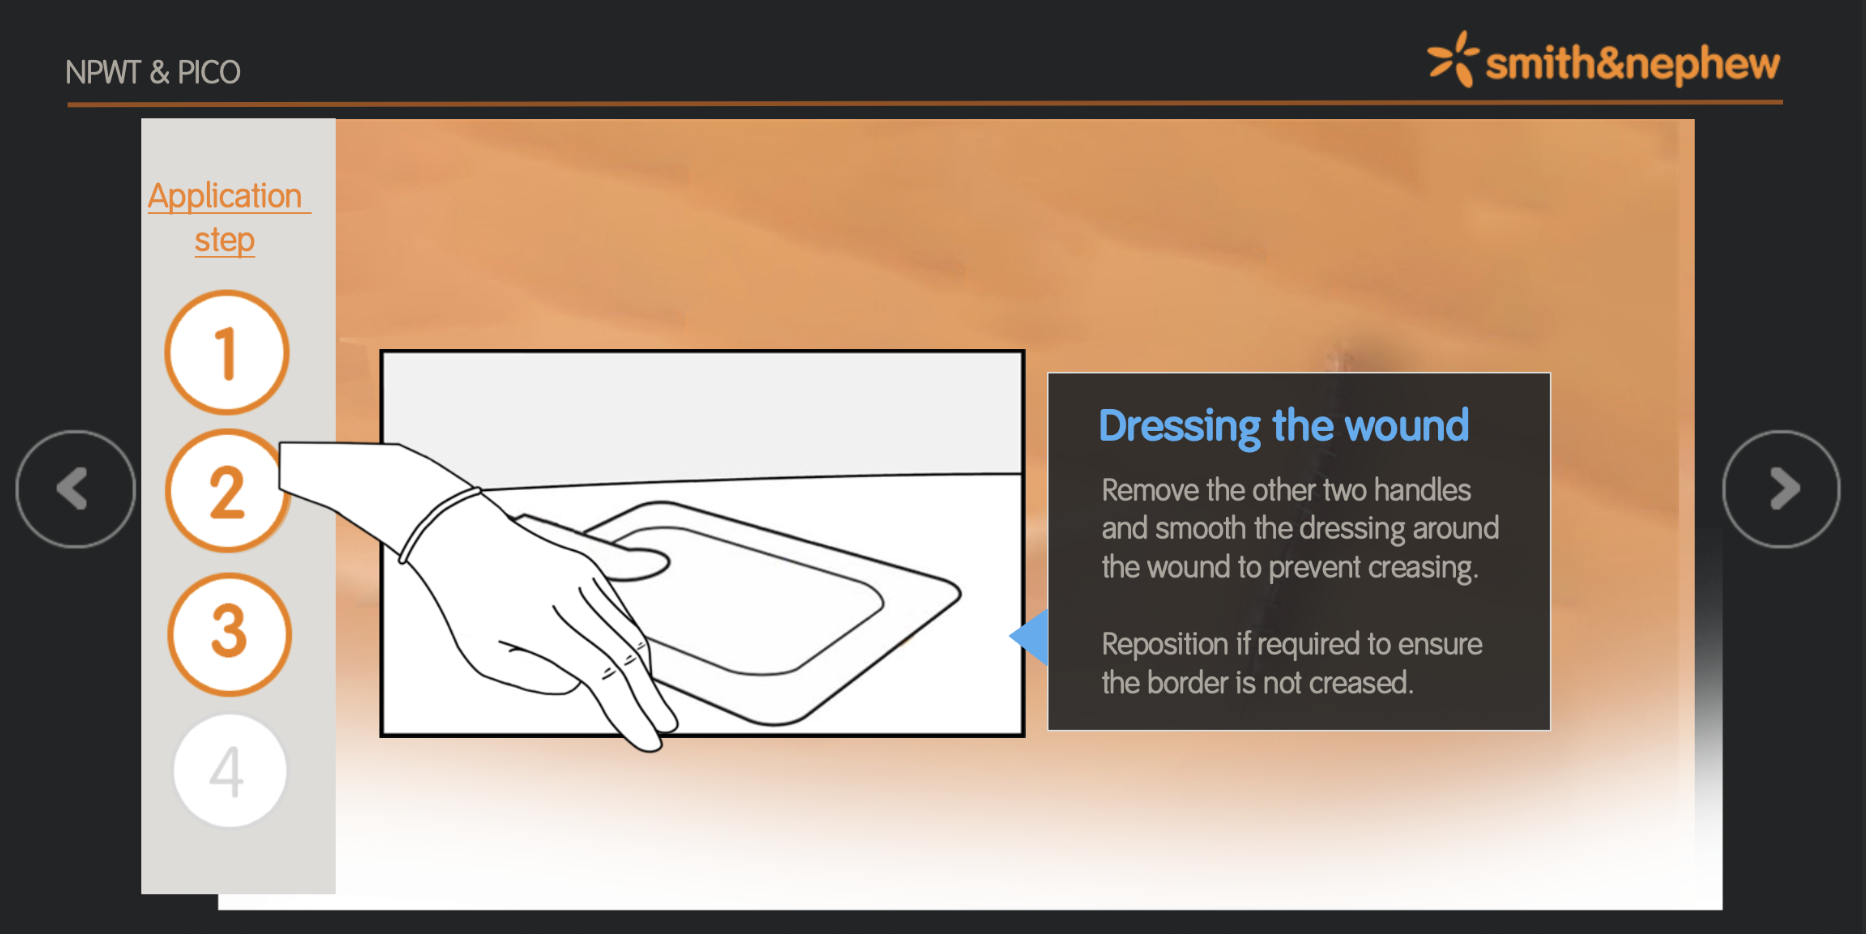 NPWT & PICO
smith&nephew
Application
step
1
2
3
4
Dressing the wound
Remove the other two handles
and smooth the dressing around
the wound to prevent creasing.
Reposition if required to ensure
the border is not creased.